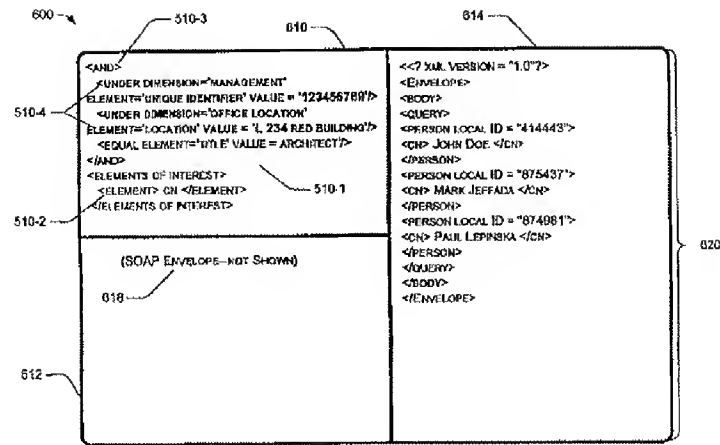 600
510-3
610
614
<AND>
<UNDER DIMENSION='MANAGEMENT'
ELEMENT='UNIQUE IDENTIFIER' VALUE = '123456789'/>
<UNDER DIMENSION='OFFICE LOCATION'
ELEMENT='LOCATION' VALUE = '4, 234 RED BUILDING'/>
<EQUAL ELEMENT='TITLE' VALUE = ARCHITECT'/>
</AND>
<ELEMENTS OF INTEREST>
<ELEMENT> CN </ELEMENT>
</ELEMENTS OF INTEREST>
510-4
510-1
510-2
(SOAP ENVELOPE--NOT SHOWN)
618
612
<<? XML VERSION = "1.0"?>
<ENVELOPE>
<BODY>
<QUERY>
<PERSON LOCAL ID = "414443">
<CN> JOHN DOE </CN>
</PERSON>
<PERSON LOCAL ID = "875437">
<CN> MARK JEFFADA </CN>
</PERSON>
<PERSON LOCAL ID = "874981">
<CN> PAUL LEPINSKA </CN>
</PERSON>
</QUERY>
</BODY>
</ENVELOPE>
620